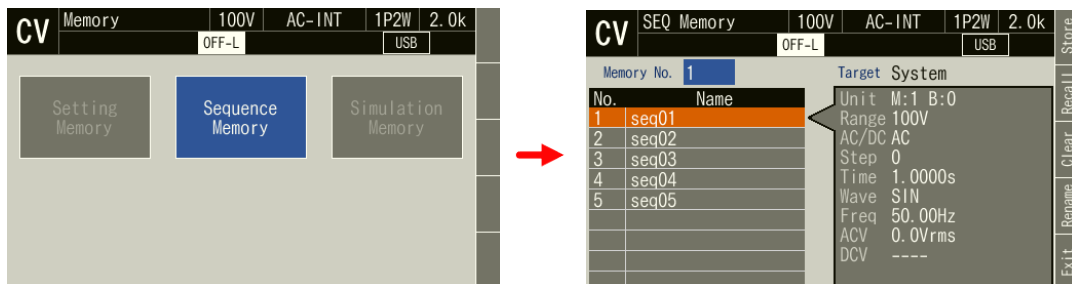 CV Memory 100V AC-INT 1P2W 2.0k
OFF-L USB
Setting Memory
Sequence Memory
Simulation Memory
CV SEQ Memory 100V AC-INT 1P2W 2.0k
OFF-L USB
Memory No. 1
Target System
No. Name
1 seq01
2 seq02
3 seq03
4 seq04
5 seq05
Unit M:1 B:0
Range 100V
AC/DC AC
Step 0
Time 1.0000s
Wave SIN
Freq 50.00Hz
ACV 0.0Vrms
DCV ----
Store
Recall
Clear
Rename
Exit